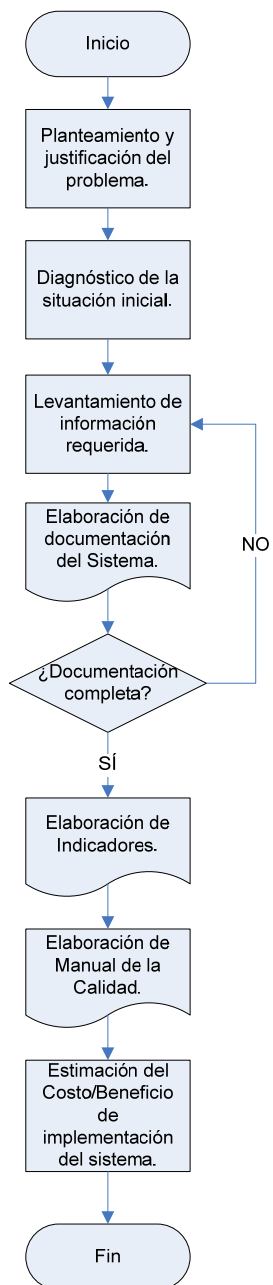 Inicio
Planteamiento y
justificación del
problema.
Diagnóstico de la
situación inicial.
Levantamiento de
información
requerida.
Elaboración de
documentación
del Sistema.
NO
¿Documentación
completa?
SÍ
Elaboración de
Indicadores.
Elaboración de
Manual de la
Calidad.
Estimación del
Costo/Beneficio
de
implementación
del sistema.
Fin